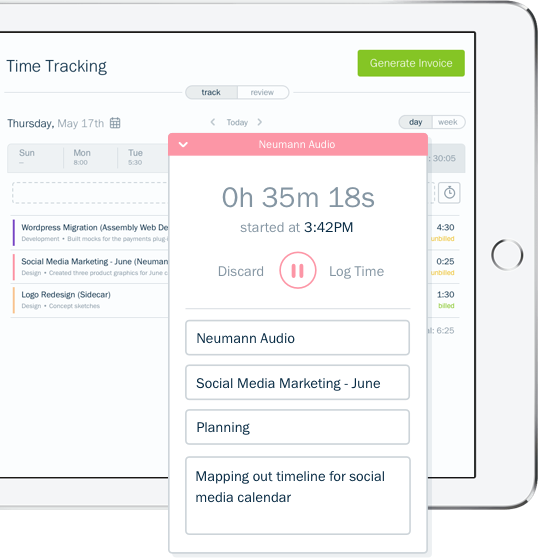 Time Tracking
Generate Invoice
track review
Thursday, May 17th
Today
day week
Sun Mon Tue
-- 8:00 5:30
: 30:05
Wordpress Migration (Assembly Web De
Development • Built mocks for the payments plug-
4:30
unbilled
Social Media Marketing - June (Neuman
Design • Created three product graphics for June c
0:25
unbilled
Logo Redesign (Sidecar)
Design • Concept sketches
1:30
billed
al: 6:25
Neumann Audio
0h 35m 18s
started at 3:42PM
Discard Log Time
Neumann Audio
Social Media Marketing - June
Planning
Mapping out timeline for social
media calendar